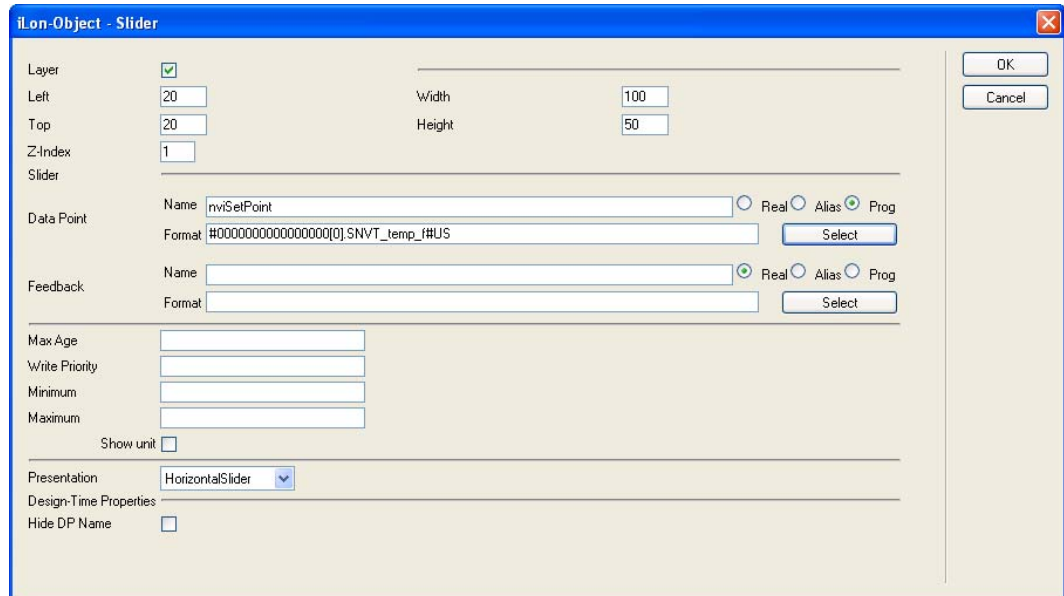 iLon-Object - Slider
Layer
OK
Left 20 Width 100
Cancel
Top 20 Height 50
Z-Index 1
Slider
Data Point
Name nviSetPoint Real Alias Prog
Format #0000000000000000[0].SNVT_temp_f#US Select
Feedback
Name Real Alias Prog
Format Select
Max Age
Write Priority
Minimum
Maximum
Show unit
Presentation HorizontalSlider
Design-Time Properties
Hide DP Name